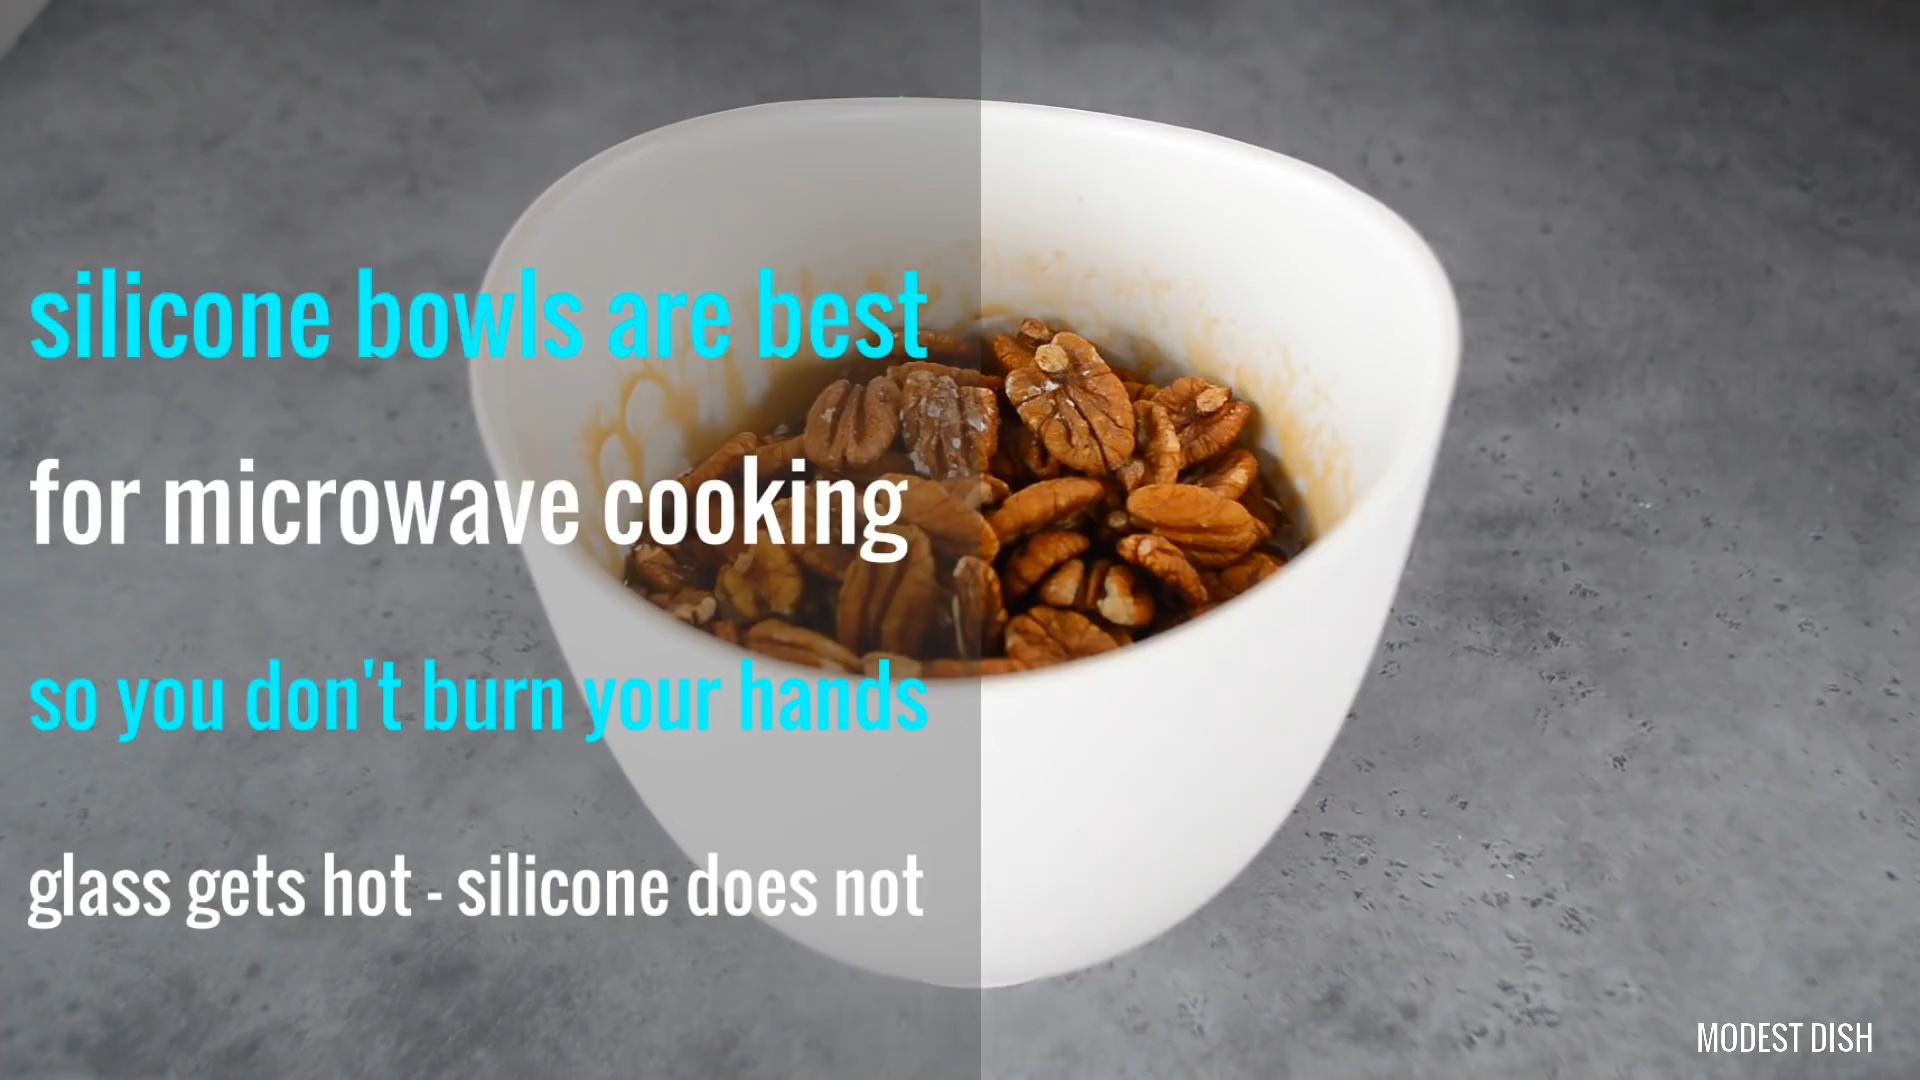 silicone bowls are best
for microwave cooking
so you don't burn your hands
glass gets hot - silicone does not
MODEST DISH